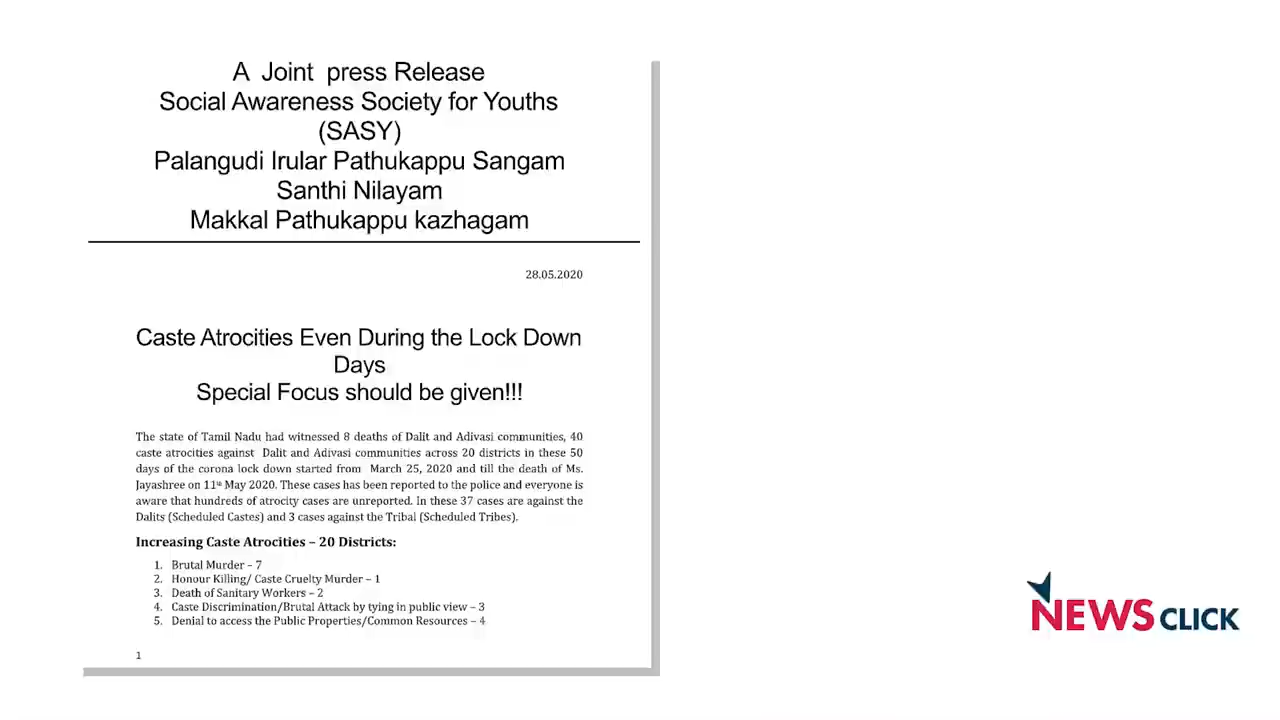 A Joint press Release
Social Awareness Society for Youths
(SASY)
Palangudi Irular Pathukappu Sangam
Santhi Nilayam
Makkal Pathukappu kazhagam
28.05.2020
Caste Atrocities Even During the Lock Down
Days
Special Focus should be given!!!
The state of Tamil Nadu had witnessed 8 deaths of Dalit and Adivasi communities, 40
caste atrocities against Dalit and Adivasi communities across 20 districts in these 50
days of the corona lock down started from March 25, 2020 and till the death of Ms.
Jayashree on 11th May 2020. These cases has been reported to the police and everyone is
aware that hundreds of atrocity cases are unreported. In these 37 cases are against the
Dalits (Scheduled Castes) and 3 cases against the Tribal (Scheduled Tribes).
Increasing Caste Atrocities – 20 Districts:
1. Brutal Murder – 7
2. Honour Killing/ Caste Cruelty Murder – 1
3. Death of Sanitary Workers – 2
4. Caste Discrimination/Brutal Attack by tying in public view – 3
5. Denial to access the Public Properties/Common Resources – 4
1
NEWS CLICK